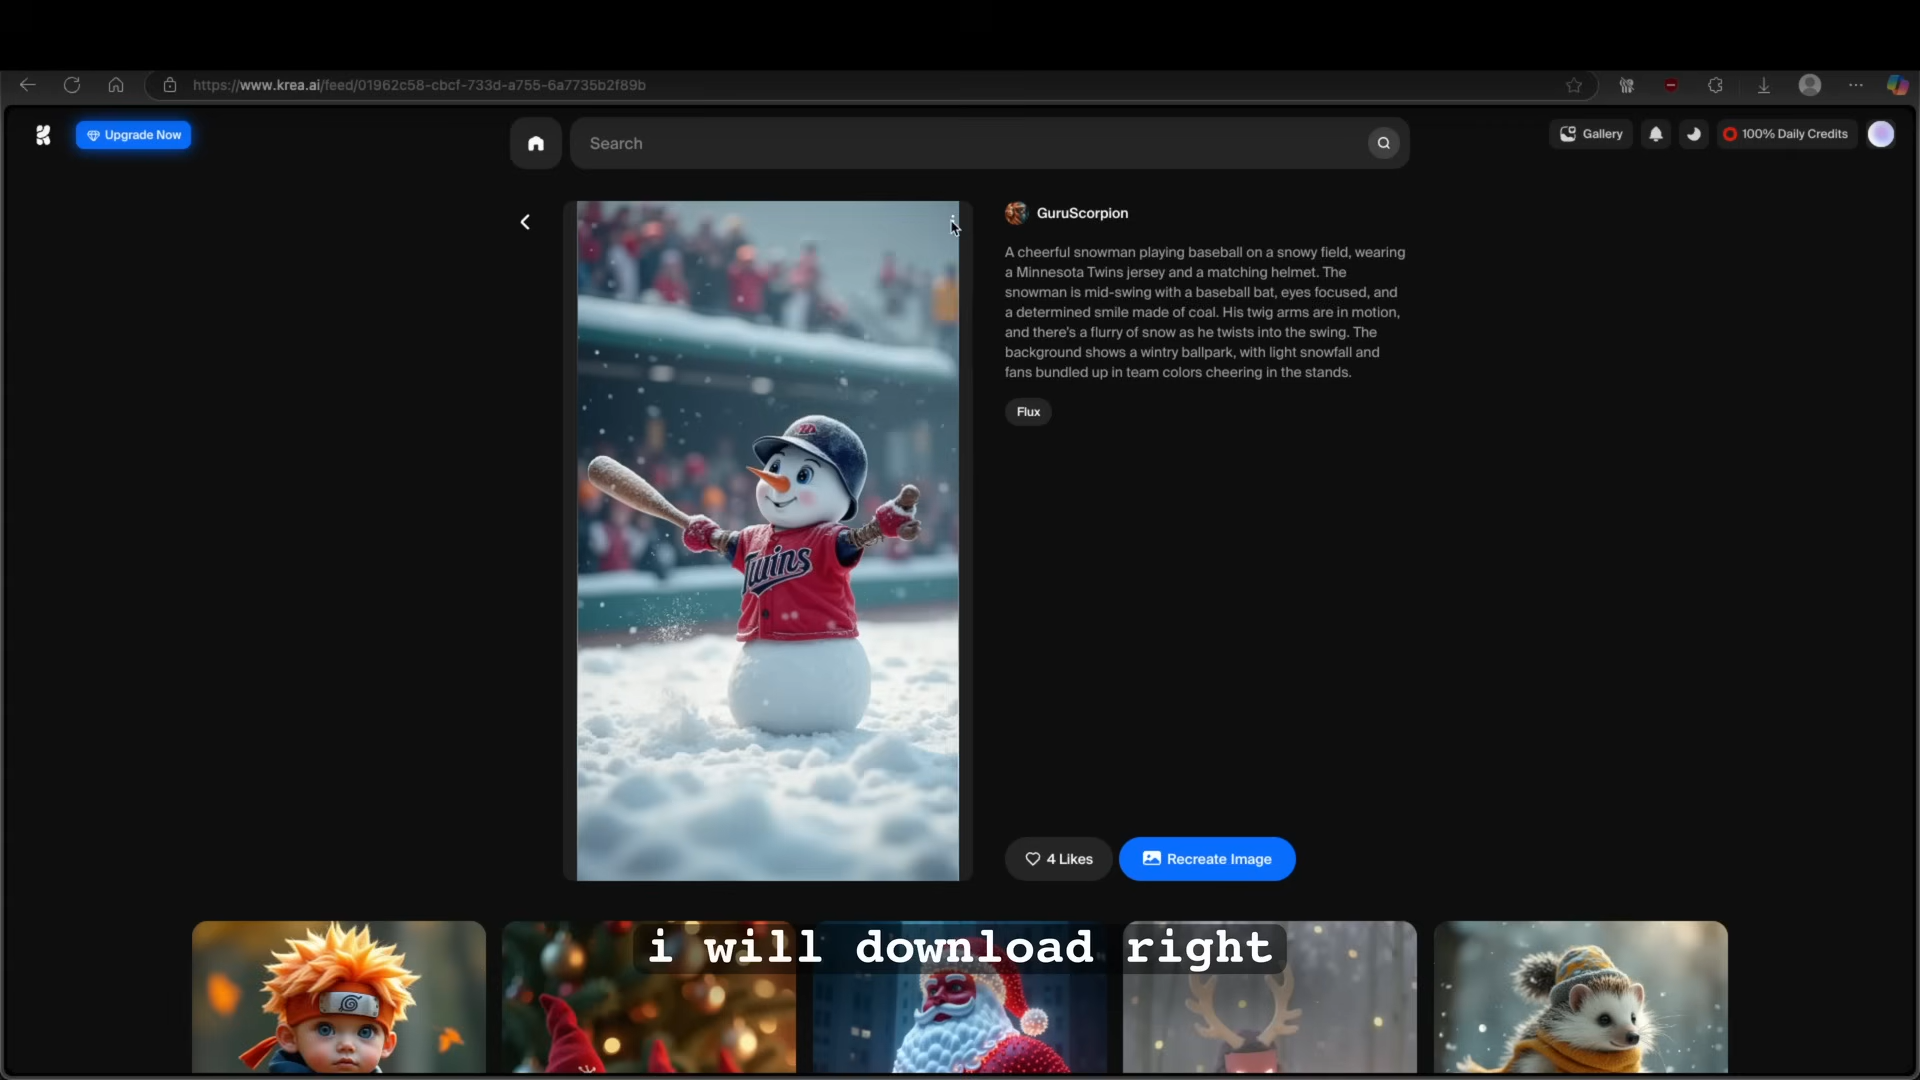 https://www.krea.ai/feed/01962c58-cbcf-733d-a755-6a7735b2f89b
Upgrade Now
Search
Gallery
100% Daily Credits
GuruScorpion
A cheerful snowman playing baseball on a snowy field, wearing
a Minnesota Twins jersey and a matching helmet. The
snowman is mid-swing with a baseball bat, eyes focused, and
a determined smile made of coal. His twig arms are in motion,
and there's a flurry of snow as he twists into the swing. The
background shows a wintry ballpark, with light snowfall and
fans bundled up in team colors cheering in the stands.
Flux
Twins
4 Likes
Recreate Image
i will download right